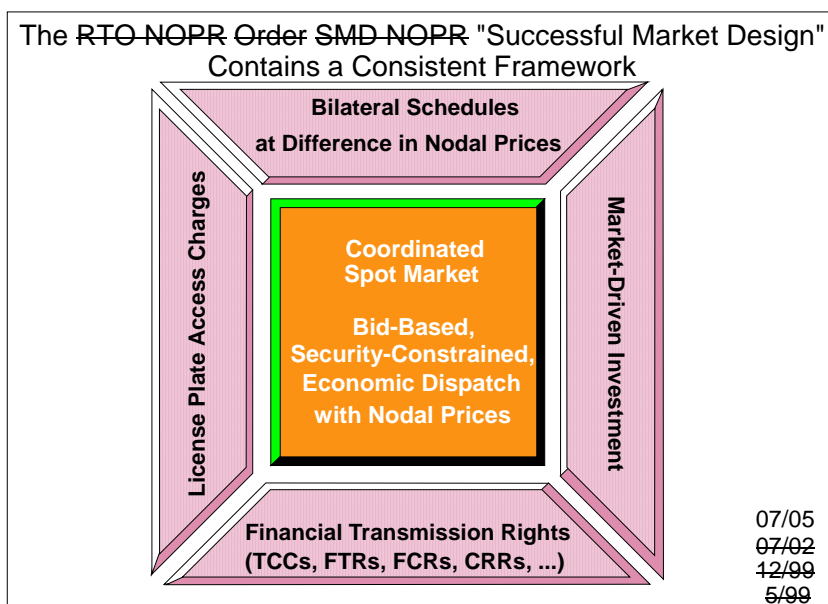 The RTO NOPR Order SMD NOPR "Successful Market Design"
Contains a Consistent Framework
Bilateral Schedules
at Difference in Nodal Prices
License Plate Access Charges
Coordinated
Spot Market
Bid-Based,
Security-Constrained,
Economic Dispatch
with Nodal Prices
Market-Driven Investment
Financial Transmission Rights
(TCCs, FTRs, FCRs, CRRs, ...)
07/05
07/02
12/99
5/99